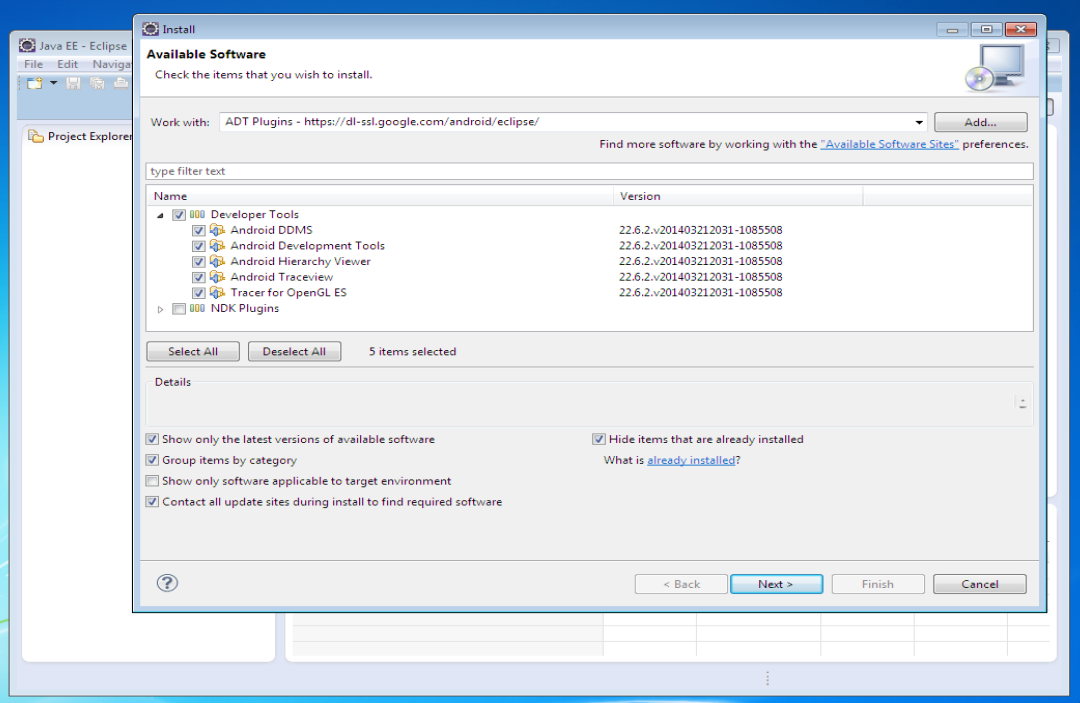 Install
Java EE - Eclipse
File Edit Naviga
Project Explorer
Available Software
Check the items that you wish to install.
Work with: ADT Plugins - https://dl-ssl.google.com/android/eclipse/ Add...
Find more software by working with the "Available Software Sites" preferences.
type filter text
Name Version
Developer Tools
Android DDMS 22.6.2.v201403212031-1085508
Android Development Tools 22.6.2.v201403212031-1085508
Android Hierarchy Viewer 22.6.2.v201403212031-1085508
Android Traceview 22.6.2.v201403212031-1085508
Tracer for OpenGL ES 22.6.2.v201403212031-1085508
NDK Plugins
Select All Deselect All 5 items selected
Details
Show only the latest versions of available software Hide items that are already installed
Group items by category What is already installed?
Show only software applicable to target environment
Contact all update sites during install to find required software
? < Back Next > Finish Cancel